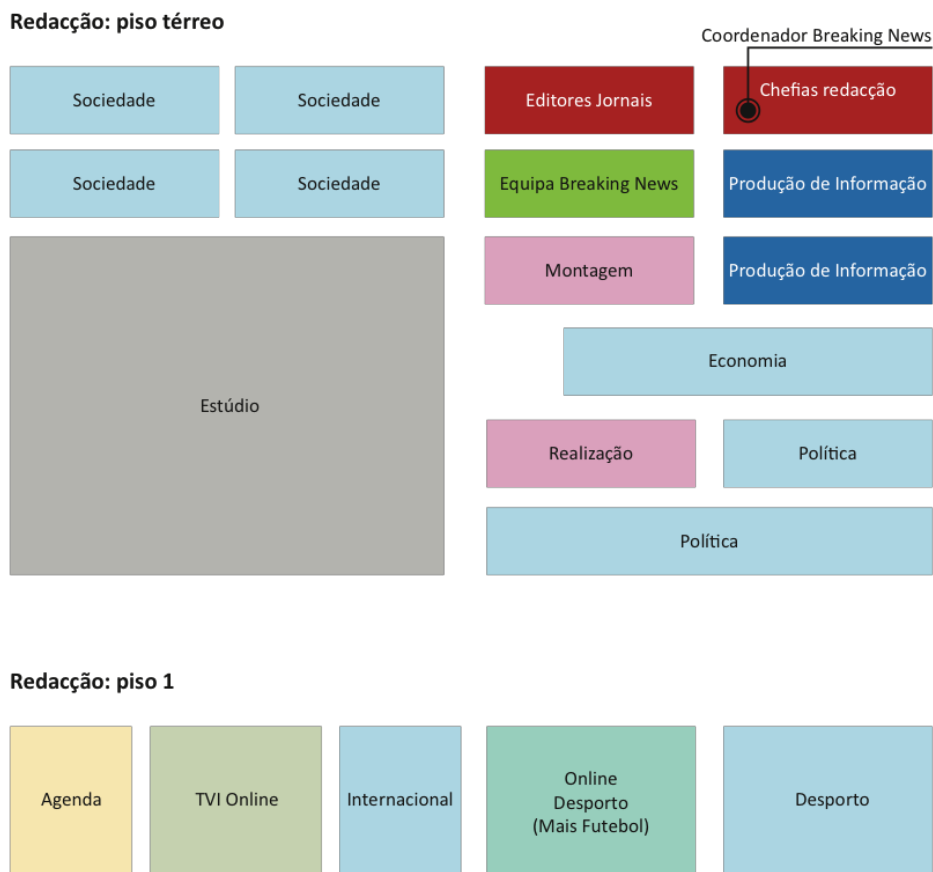 Redacção: piso térreo
Coordenador Breaking News
Sociedade
Sociedade
Editores Jornais
Chefias redacção
Sociedade
Sociedade
Equipa Breaking News
Produção de Informação
Montagem
Produção de Informação
Economia
Estúdio
Realização
Política
Política
Redacção: piso 1
Agenda
TVI Online
Internacional
Online
Desporto
(Mais Futebol)
Desporto